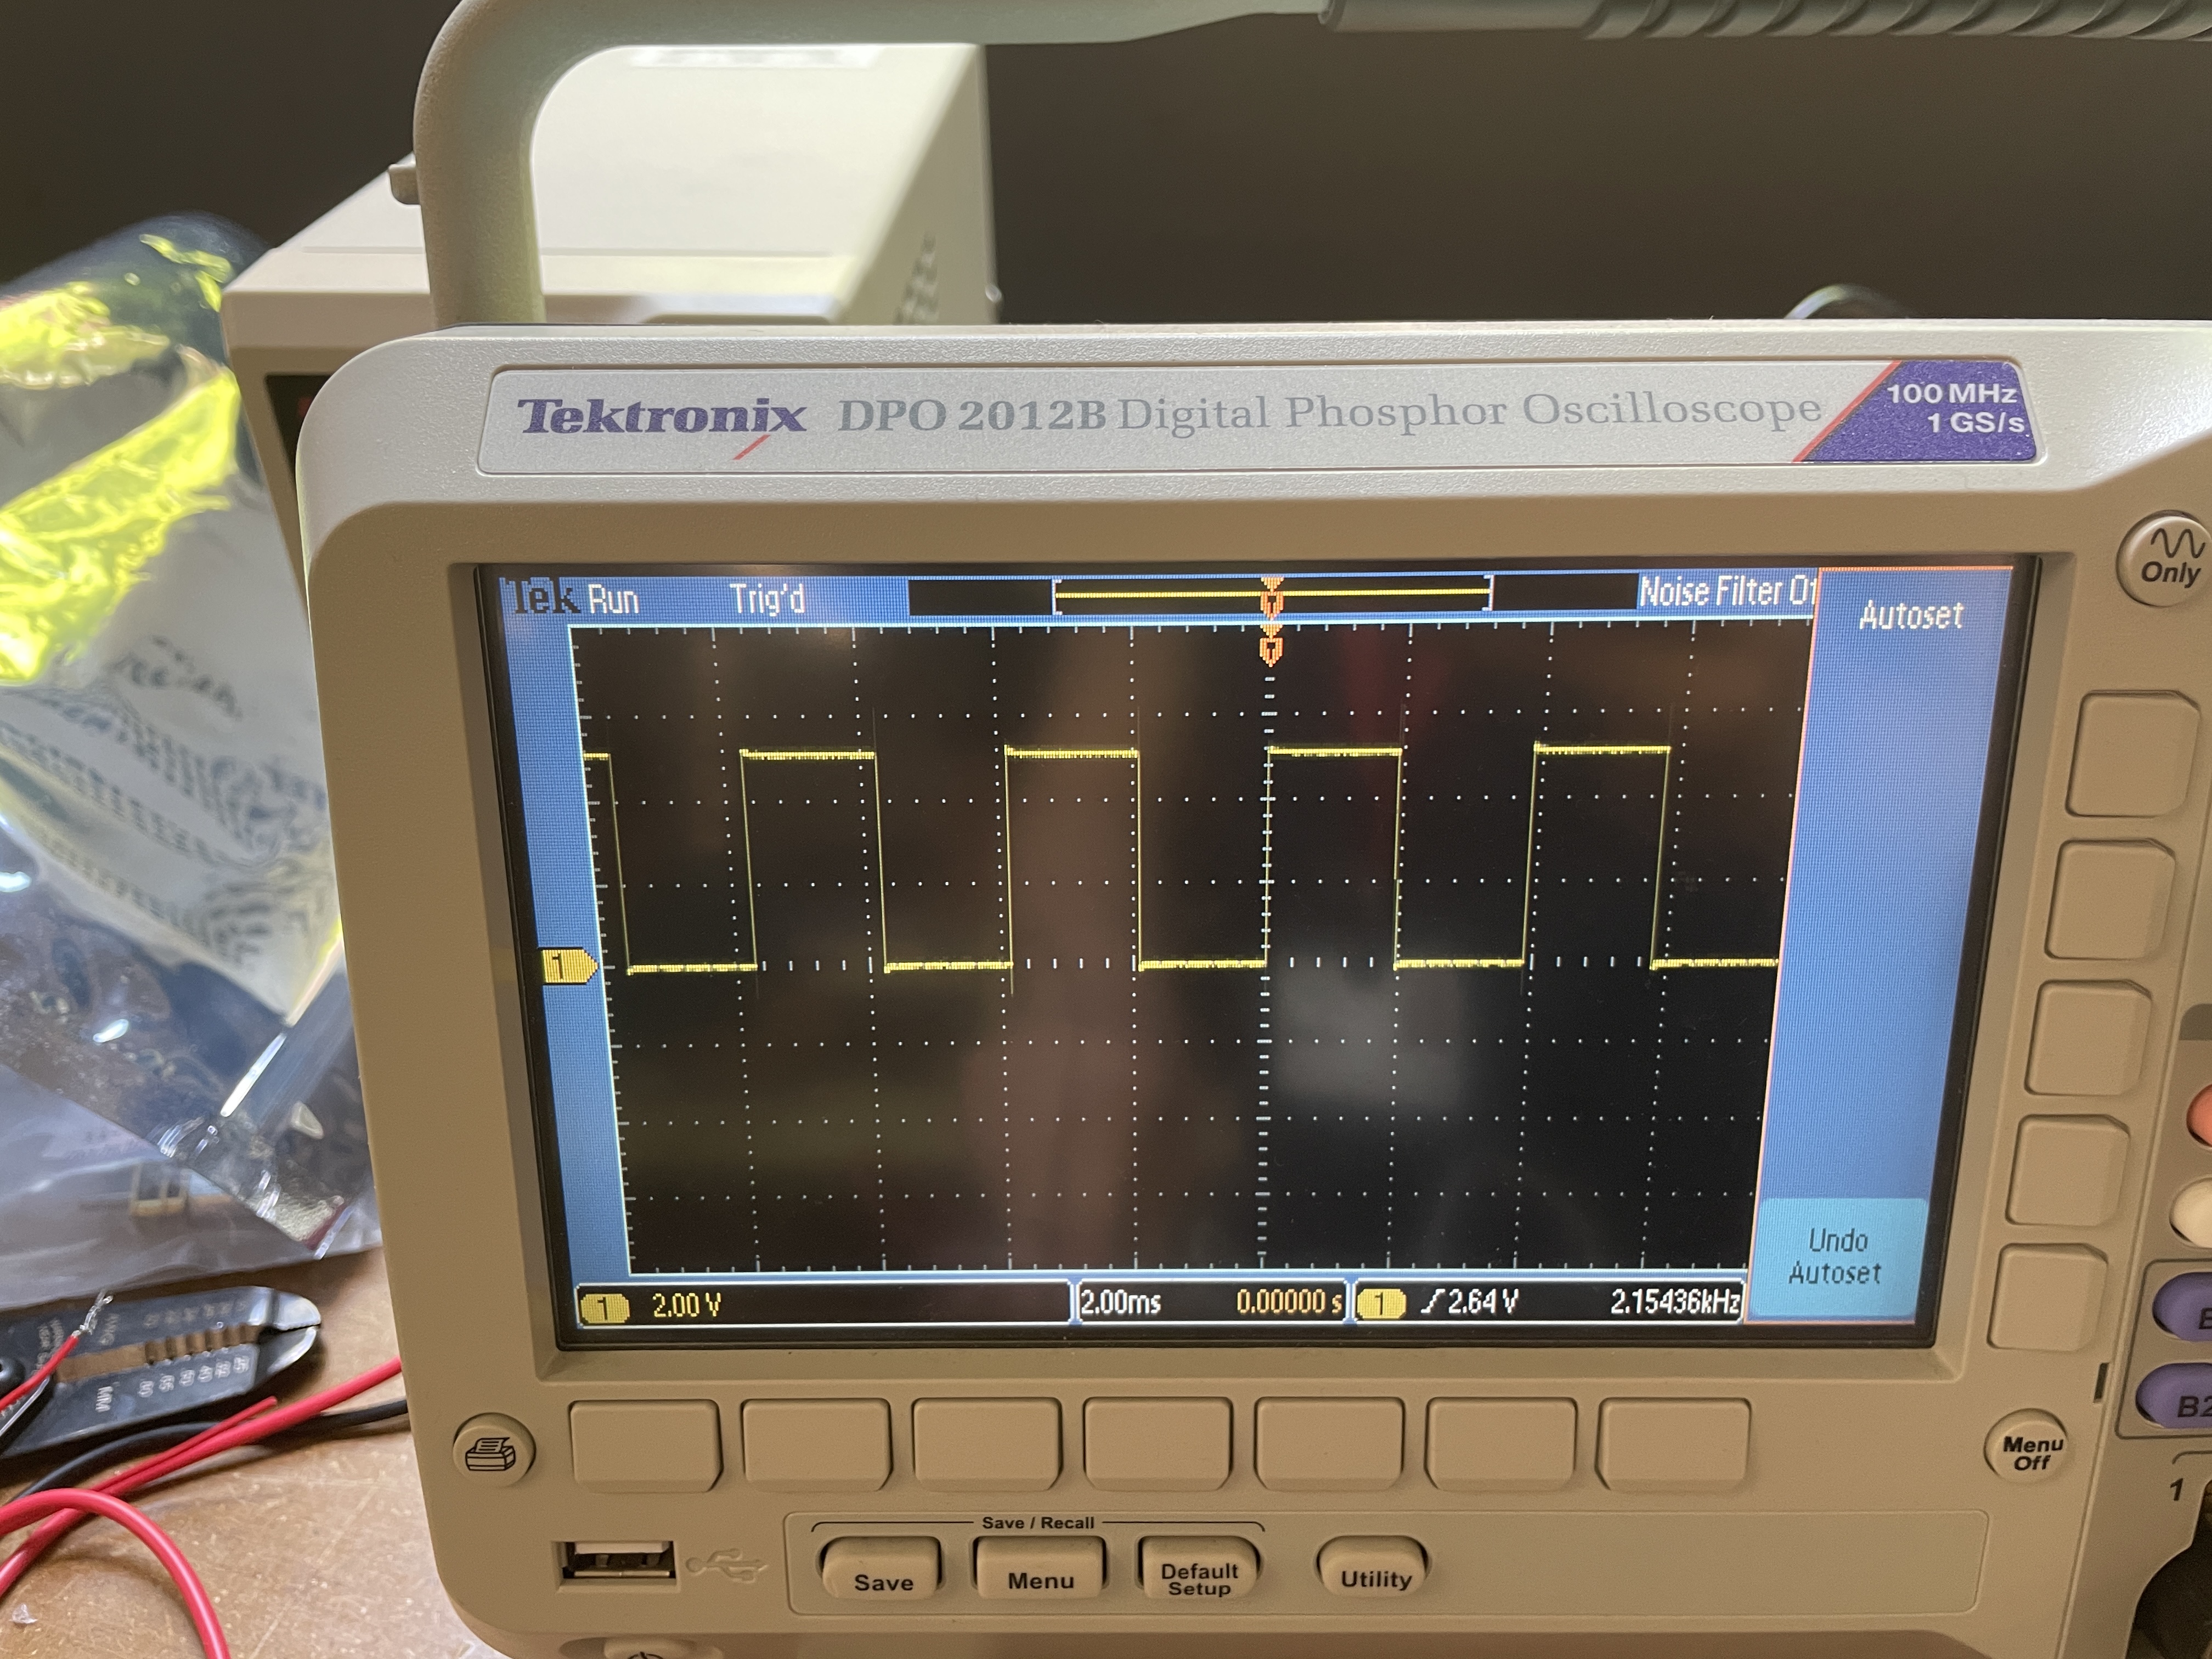 Tektronix DPO 2012B Digital Phosphor Oscilloscope
100 MHz
1 GS/s
Only
Tek Run Trig'd Noise Filter Of
Autoset
1
Undo
Autoset
1 2.00 V 2.00ms 0.00000 s 1 2.64 V 2.15436kHz
B2
Menu
Off
1
Save / Recall
Save
Menu
Default
Setup
Utility